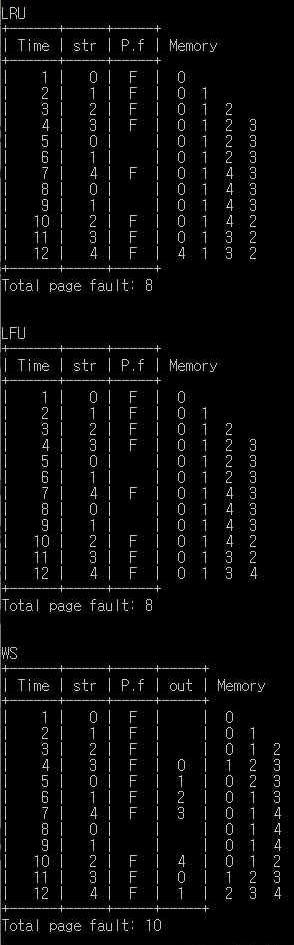 LRU
+------+-----+-----+
| Time | str | P.f | Memory
+------+-----+-----+
|    1 |   0 |  F  | 0
|    2 |   1 |  F  | 0 1
|    3 |   2 |  F  | 0 1 2
|    4 |   3 |  F  | 0 1 2 3
|    5 |   0 |     | 0 1 2 3
|    6 |   1 |     | 0 1 2 3
|    7 |   4 |  F  | 0 1 4 3
|    8 |   0 |     | 0 1 4 3
|    9 |   1 |     | 0 1 4 3
|   10 |   2 |  F  | 0 1 4 2
|   11 |   3 |  F  | 0 1 3 2
|   12 |   4 |  F  | 4 1 3 2
+------+-----+-----+
Total page fault: 8
LFU
+------+-----+-----+
| Time | str | P.f | Memory
+------+-----+-----+
|    1 |   0 |  F  | 0
|    2 |   1 |  F  | 0 1
|    3 |   2 |  F  | 0 1 2
|    4 |   3 |  F  | 0 1 2 3
|    5 |   0 |     | 0 1 2 3
|    6 |   1 |     | 0 1 2 3
|    7 |   4 |  F  | 0 1 4 3
|    8 |   0 |     | 0 1 4 3
|    9 |   1 |     | 0 1 4 3
|   10 |   2 |  F  | 0 1 4 2
|   11 |   3 |  F  | 0 1 3 2
|   12 |   4 |  F  | 0 1 3 4
+------+-----+-----+
Total page fault: 8
WS
+------+-----+-----+-----+
| Time | str | P.f | out | Memory
+------+-----+-----+-----+
|    1 |   0 |  F  |     | 0
|    2 |   1 |  F  |     | 0 1
|    3 |   2 |  F  |     | 0 1 2
|    4 |   3 |  F  |  0  | 1 2 3
|    5 |   0 |  F  |  1  | 0 2 3
|    6 |   1 |  F  |  2  | 0 1 3
|    7 |   4 |  F  |  3  | 0 1 4
|    8 |   0 |     |     | 0 1 4
|    9 |   1 |     |     | 0 1 4
|   10 |   2 |  F  |  4  | 0 1 2
|   11 |   3 |  F  |  0  | 1 2 3
|   12 |   4 |  F  |  1  | 2 3 4
+------+-----+-----+-----+
Total page fault: 10